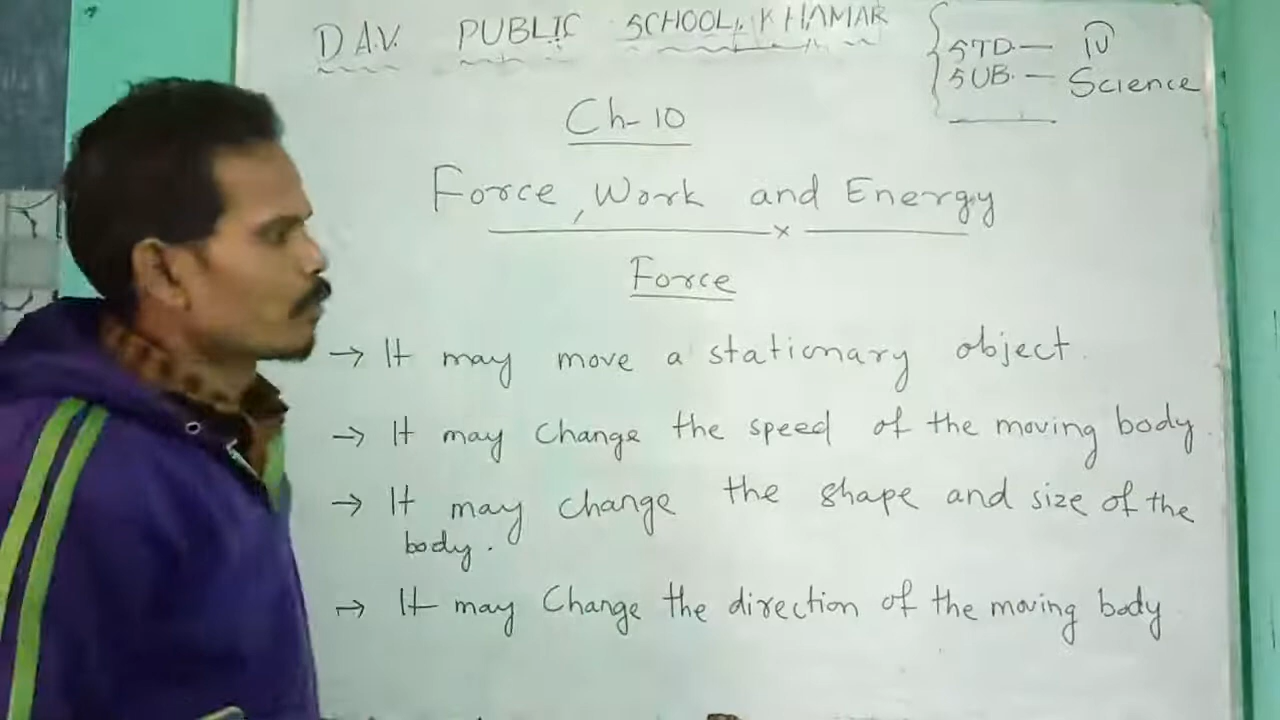 D.A.V. PUBLIC SCHOOL, KHAMAR
STD. — IV
SUB. — Science
Ch-10
Force, Work and Energy
Force
→ It may move a stationary object.
→ It may change the speed of the moving body.
→ It may change the shape and size of the
body.
→ It may Change the direction of the moving body